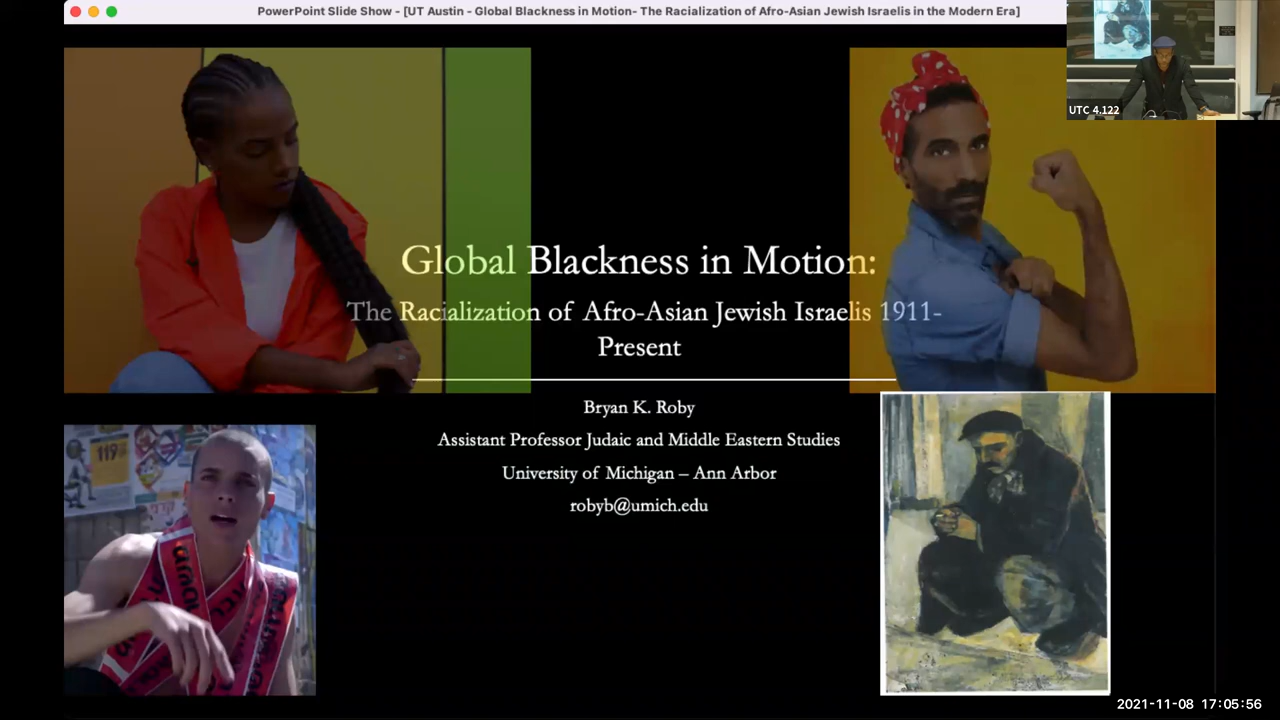 PowerPoint Slide Show - [UT Austin - Global Blackness in Motion- The Racialization of Afro-Asian Jewish Israelis in the Modern Era]
UTC 4.122
Global Blackness in Motion:
The Racialization of Afro-Asian Jewish Israelis 1911-
Present
Bryan K. Roby
Assistant Professor Judaic and Middle Eastern Studies
University of Michigan – Ann Arbor
robyb@umich.edu
119
2021-11-08 17:05:56